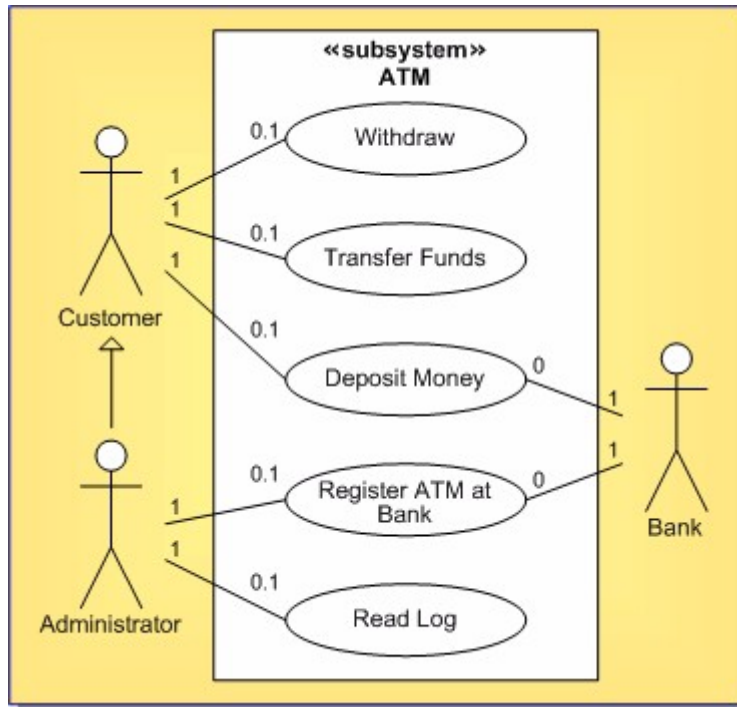 «subsystem»
ATM
0.1
Withdraw
1
1
0.1
Transfer Funds
1
Customer
0.1
Deposit Money
0
1
1
0.1
Register ATM at
Bank
0
1
Bank
1
0.1
Read Log
Administrator